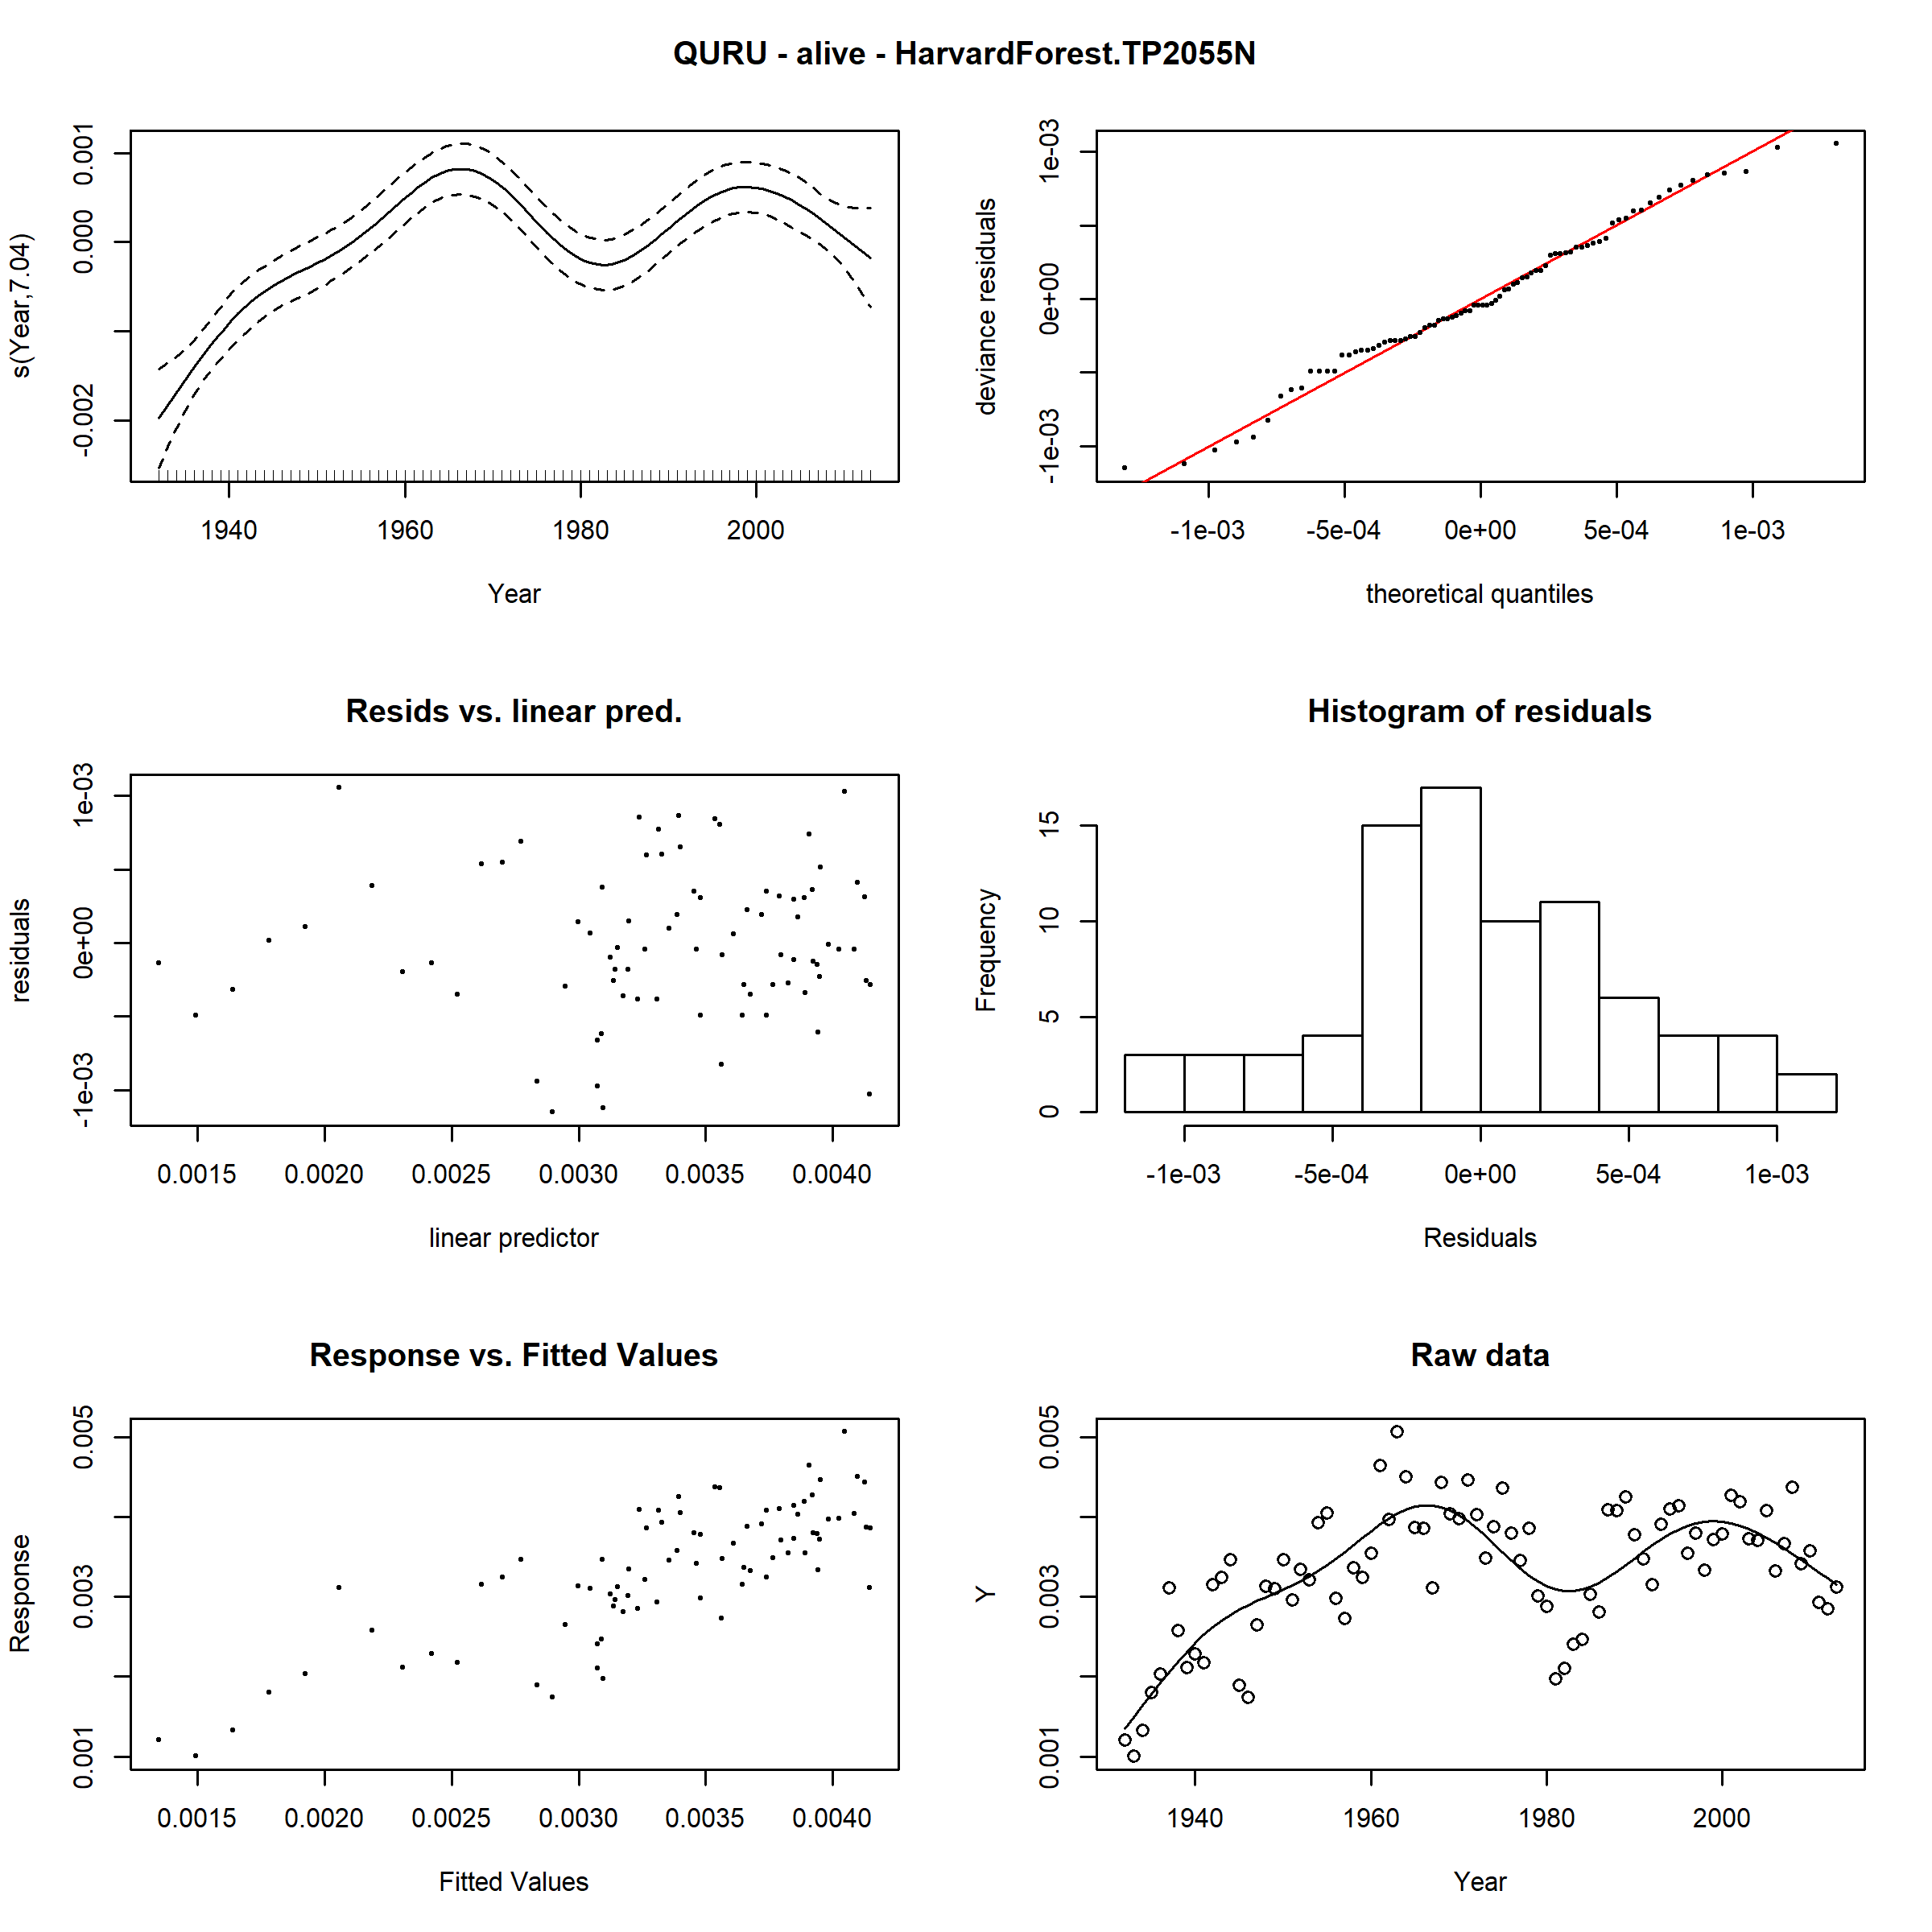 QURU - alive - HarvardForest.TP2055N
s(Year,7.04)
0.001
0.000
-0.002
1940 1960 1980 2000
Year
deviance residuals
1e-03
0e+00
-1e-03
-1e-03 -5e-04 0e+00 5e-04 1e-03
theoretical quantiles
Resids vs. linear pred.
residuals
1e-03
0e+00
-1e-03
0.0015 0.0020 0.0025 0.0030 0.0035 0.0040
linear predictor
Histogram of residuals
Frequency
15
10
5
0
-1e-03 -5e-04 0e+00 5e-04 1e-03
Residuals
Response vs. Fitted Values
Response
0.005
0.003
0.001
0.0015 0.0020 0.0025 0.0030 0.0035 0.0040
Fitted Values
Raw data
Y
0.005
0.003
0.001
1940 1960 1980 2000
Year